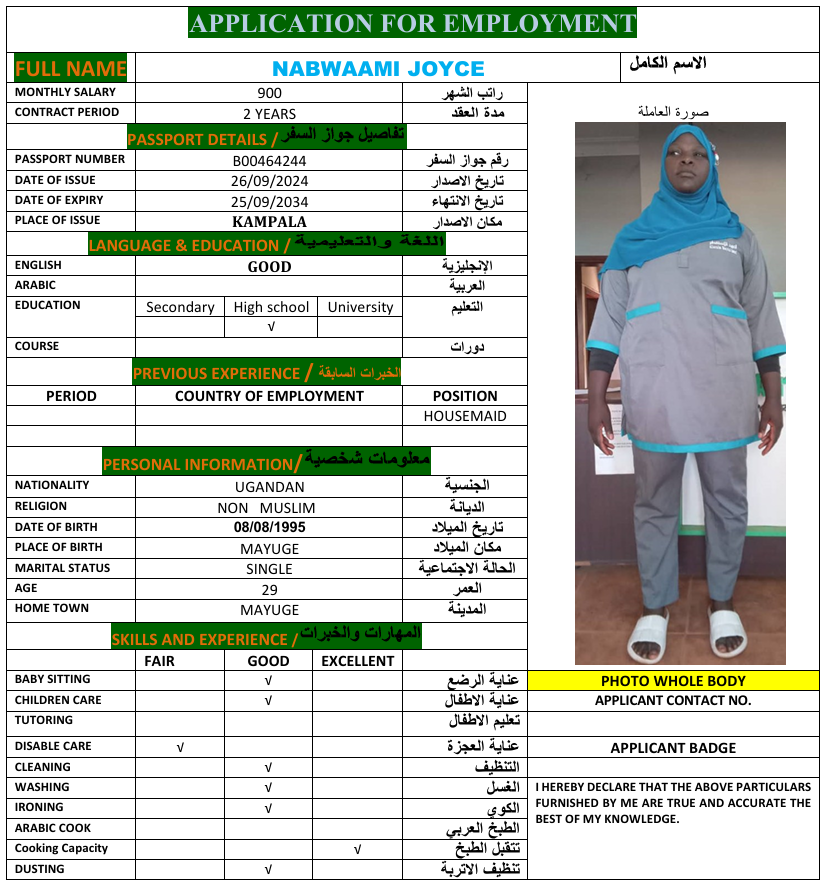 APPLICATION FOR EMPLOYMENT
FULL NAME NABWAAMI JOYCE الاسم الكامل
MONTHLY SALARY 900 راتب الشهر
CONTRACT PERIOD 2 YEARS مدة العقد
صورة العاملة
PASSPORT DETAILS / تفاصيل جواز السفر
PASSPORT NUMBER B00464244 رقم جواز السفر
DATE OF ISSUE 26/09/2024 تاريخ الاصدار
DATE OF EXPIRY 25/09/2034 تاريخ الانتهاء
PLACE OF ISSUE KAMPALA مكان الاصدار
LANGUAGE & EDUCATION / اللغة والتعليمية
ENGLISH GOOD الإنجليزية
ARABIC العربية
EDUCATION Secondary High school University التعليم
√
COURSE دورات
PREVIOUS EXPERIENCE / الخبرات السابقة
PERIOD COUNTRY OF EMPLOYMENT POSITION
HOUSEMAID
PERSONAL INFORMATION/ معلومات شخصية
NATIONALITY UGANDAN الجنسية
RELIGION NON MUSLIM الديانة
DATE OF BIRTH 08/08/1995 تاريخ الميلاد
PLACE OF BIRTH MAYUGE مكان الميلاد
MARITAL STATUS SINGLE الحالة الاجتماعية
AGE 29 العمر
HOME TOWN MAYUGE المدينة
SKILLS AND EXPERIENCE / المهارات والخبرات
FAIR GOOD EXCELLENT
BABY SITTING √ عناية الرضع
CHILDREN CARE √ عناية الاطفال
TUTORING تعليم الاطفال
DISABLE CARE √ عناية العجزة
CLEANING √ التنظيف
WASHING √ الغسل
IRONING √ الكوي
ARABIC COOK الطبخ العربي
Cooking Capacity √ تتقبل الطبخ
DUSTING √ تنظيف الاتربة
PHOTO WHOLE BODY
APPLICANT CONTACT NO.
APPLICANT BADGE
I HEREBY DECLARE THAT THE ABOVE PARTICULARS
FURNISHED BY ME ARE TRUE AND ACCURATE THE
BEST OF MY KNOWLEDGE.